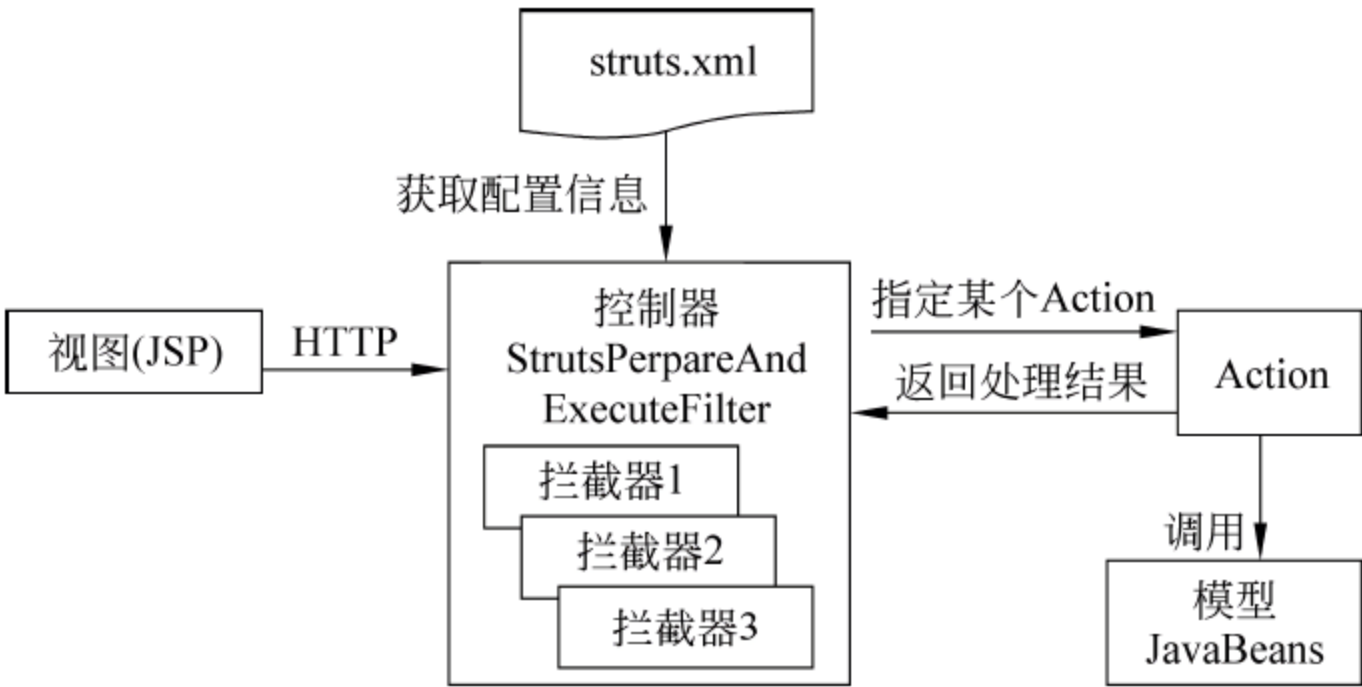 struts.xml
获取配置信息
视图(JSP)
HTTP
控制器
StrutsPerpareAnd
ExecuteFilter
拦截器1
拦截器2
拦截器3
指定某个Action
返回处理结果
Action
调用
模型
JavaBeans